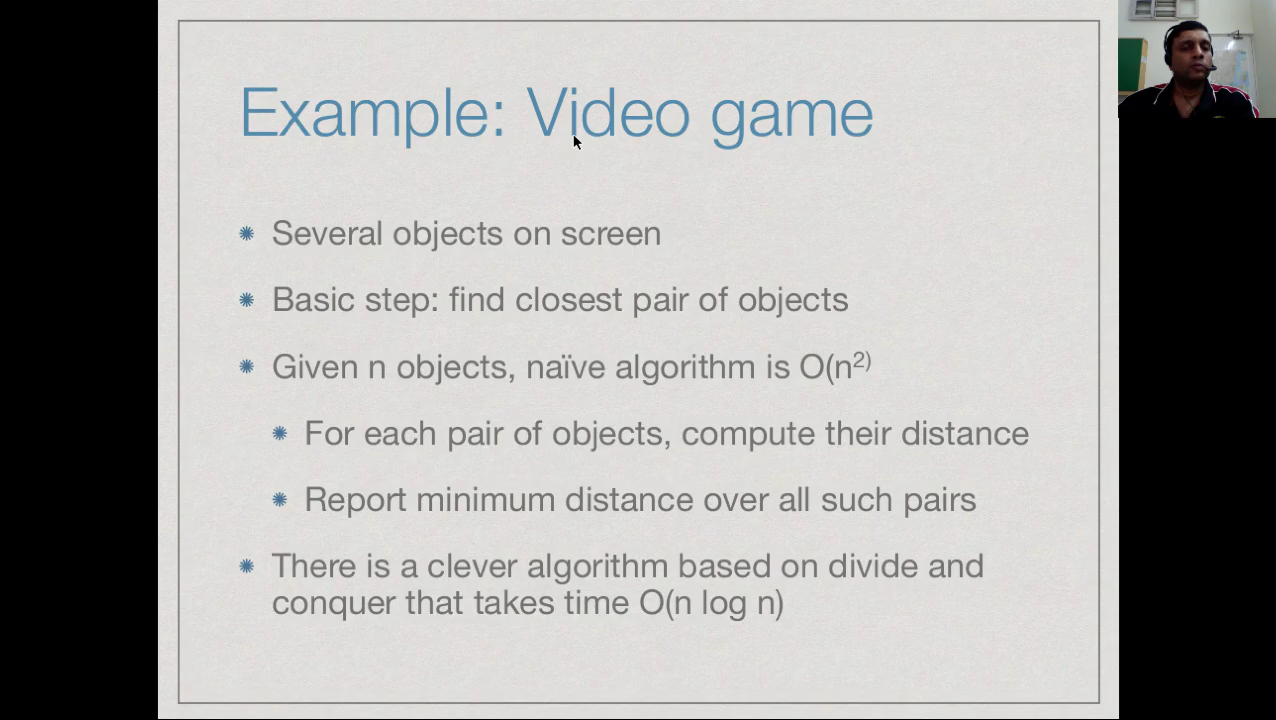 Example: Video game
Several objects on screen
Basic step: find closest pair of objects
Given n objects, naïve algorithm is O(n²⁾
For each pair of objects, compute their distance
Report minimum distance over all such pairs
There is a clever algorithm based on divide and
conquer that takes time O(n log n)